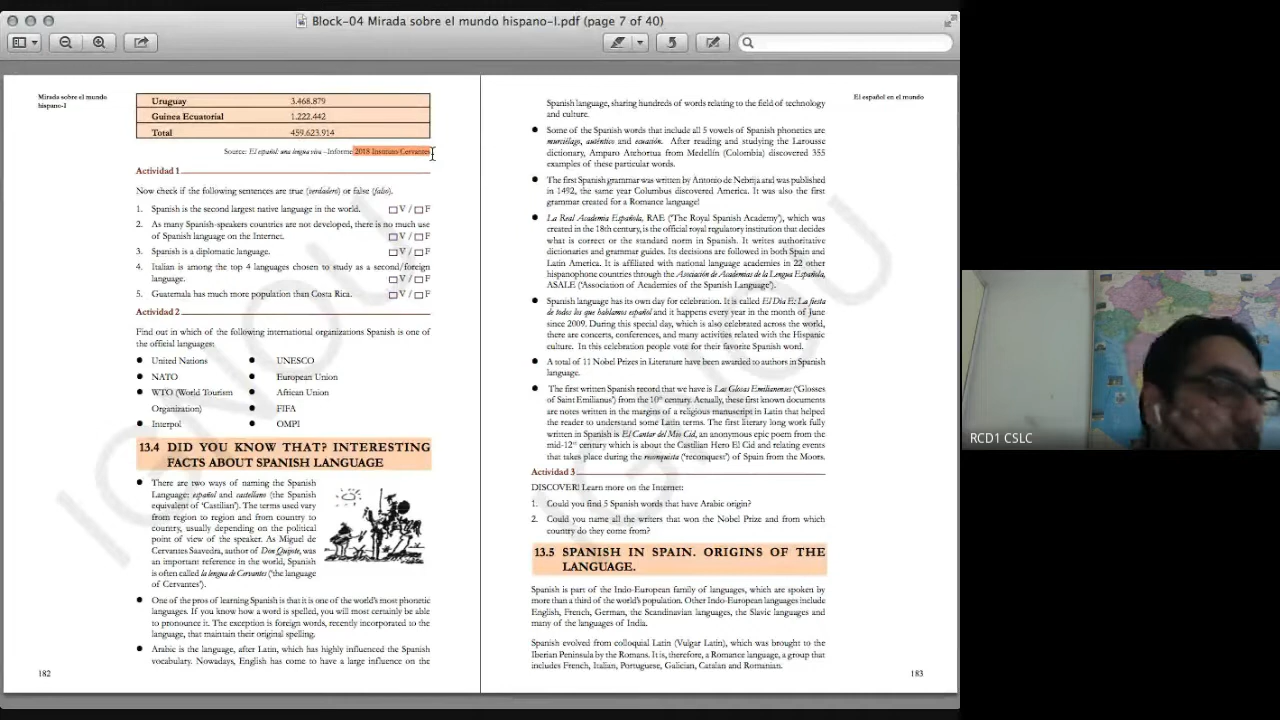 Block-04 Mirada sobre el mundo hispano-I.pdf (page 7 of 40)
Mirada sobre el mundo
hispano-I
Uruguay 3.468.879
Guinea Ecuatorial 1.222.442
Total 459.623.914
Source: El español: una lengua viva –Informe 2018 Instituto Cervantes
Actividad 1
Now check if the following sentences are true (verdadero) or false (falso).
1. Spanish is the second largest native language in the world. V / F
2. As many Spanish-speakers countries are not developed, there is no much use
of Spanish language on the Internet. V / F
3. Spanish is a diplomatic language. V / F
4. Italian is among the top 4 languages chosen to study as a second/foreign
language. V / F
5. Guatemala has much more population than Costa Rica. V / F
Actividad 2
Find out in which of the following international organizations Spanish is one of
the official languages:
● United Nations ● UNESCO
● NATO ● European Union
● WTO (World Tourism ● African Union
Organization) ● FIFA
● Interpol ● OMPI
13.4 DID YOU KNOW THAT? INTERESTING
FACTS ABOUT SPANISH LANGUAGE
● There are two ways of naming the Spanish
Language: español and castellano (the Spanish
equivalent of ‘Castilian’). The terms used vary
from region to region and from country to
country, usually depending on the political
point of view of the speaker. As Miguel de
Cervantes Saavedra, author of Don Quijote, was
an important reference in the world, Spanish
is often called la lengua de Cervantes (‘the language
of Cervantes’).
● One of the pros of learning Spanish is that it is one of the world’s most phonetic
languages. If you know how a word is spelled, you will most certainly be able
to pronounce it. The exception is foreign words, recently incorporated to the
language, that maintain their original spelling.
● Arabic is the language, after Latin, which has highly influenced the Spanish
vocabulary. Nowadays, English has come to have a large influence on the
182
El español en el mundo
Spanish language, sharing hundreds of words relating to the field of technology
and culture.
● Some of the Spanish words that include all 5 vowels of Spanish phonetics are
murciélago, auténtico and ecuación. After reading and studying the Larousse
dictionary, Amparo Atehortua from Medellín (Colombia) discovered 355
examples of these particular words.
● The first Spanish grammar was written by Antonio de Nebrija and was published
in 1492, the same year Columbus discovered America. It was also the first
grammar created for a Romance language!
● La Real Academia Española, RAE (‘The Royal Spanish Academy’), which was
created in the 18th century, is the official royal regulatory institution that decides
what is correct or the standard norm in Spanish. It writes authoritative
dictionaries and grammar guides. Its decisions are followed in both Spain and
Latin America. It is affiliated with national language academies in 22 other
hispanophone countries through the Asociación de Academias de la Lengua Española,
ASALE (‘Association of Academies of the Spanish Language’).
● Spanish language has its own day for celebration. It is called El Día E: La fiesta
de todos los que hablamos español and it happens every year in the month of June
since 2009. During this special day, which is also celebrated across the world,
there are concerts, conferences, and many activities related with the Hispanic
culture. In this celebration people vote for their favorite Spanish word.
● A total of 11 Nobel Prizes in Literature have been awarded to authors in Spanish
language.
● The first written Spanish record that we have is Las Glosas Emilianenses (‘Glosses
of Saint Emilianus’) from the 10th century. Actually, these first known documents
are notes written in the margins of a religious manuscript in Latin that helped
the reader to understand some Latin terms. The first literary long work fully
written in Spanish is El Cantar del Mio Cid, an anonymous epic poem from the
mid-12th century which is about the Castilian Hero El Cid and relating events
that takes place during the reconquista (‘reconquest’) of Spain from the Moors.
Actividad 3
DISCOVER! Learn more on the Internet:
1. Could you find 5 Spanish words that have Arabic origin?
2. Could you name all the writers that won the Nobel Prize and from which
country do they come from?
13.5 SPANISH IN SPAIN. ORIGINS OF THE
LANGUAGE.
Spanish is part of the Indo-European family of languages, which are spoken by
more than a third of the world’s population. Other Indo-European languages include
English, French, German, the Scandinavian languages, the Slavic languages and
many of the languages of India.
Spanish evolved from colloquial Latin (Vulgar Latin), which was brought to the
Iberian Peninsula by the Romans. It is, therefore, a Romance language, a group that
includes French, Italian, Portuguese, Galician, Catalan and Romanian.
183
IGNOU
IGNOU
RCD1 CSLC